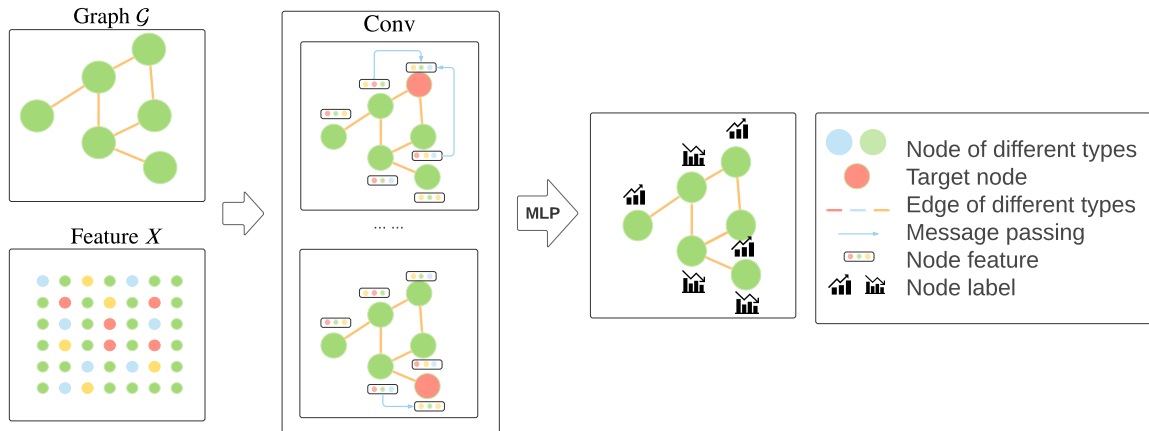 Graph 𝒢
Feature X
Conv
... ...
MLP
Node of different types
Target node
Edge of different types
Message passing
Node feature
Node label